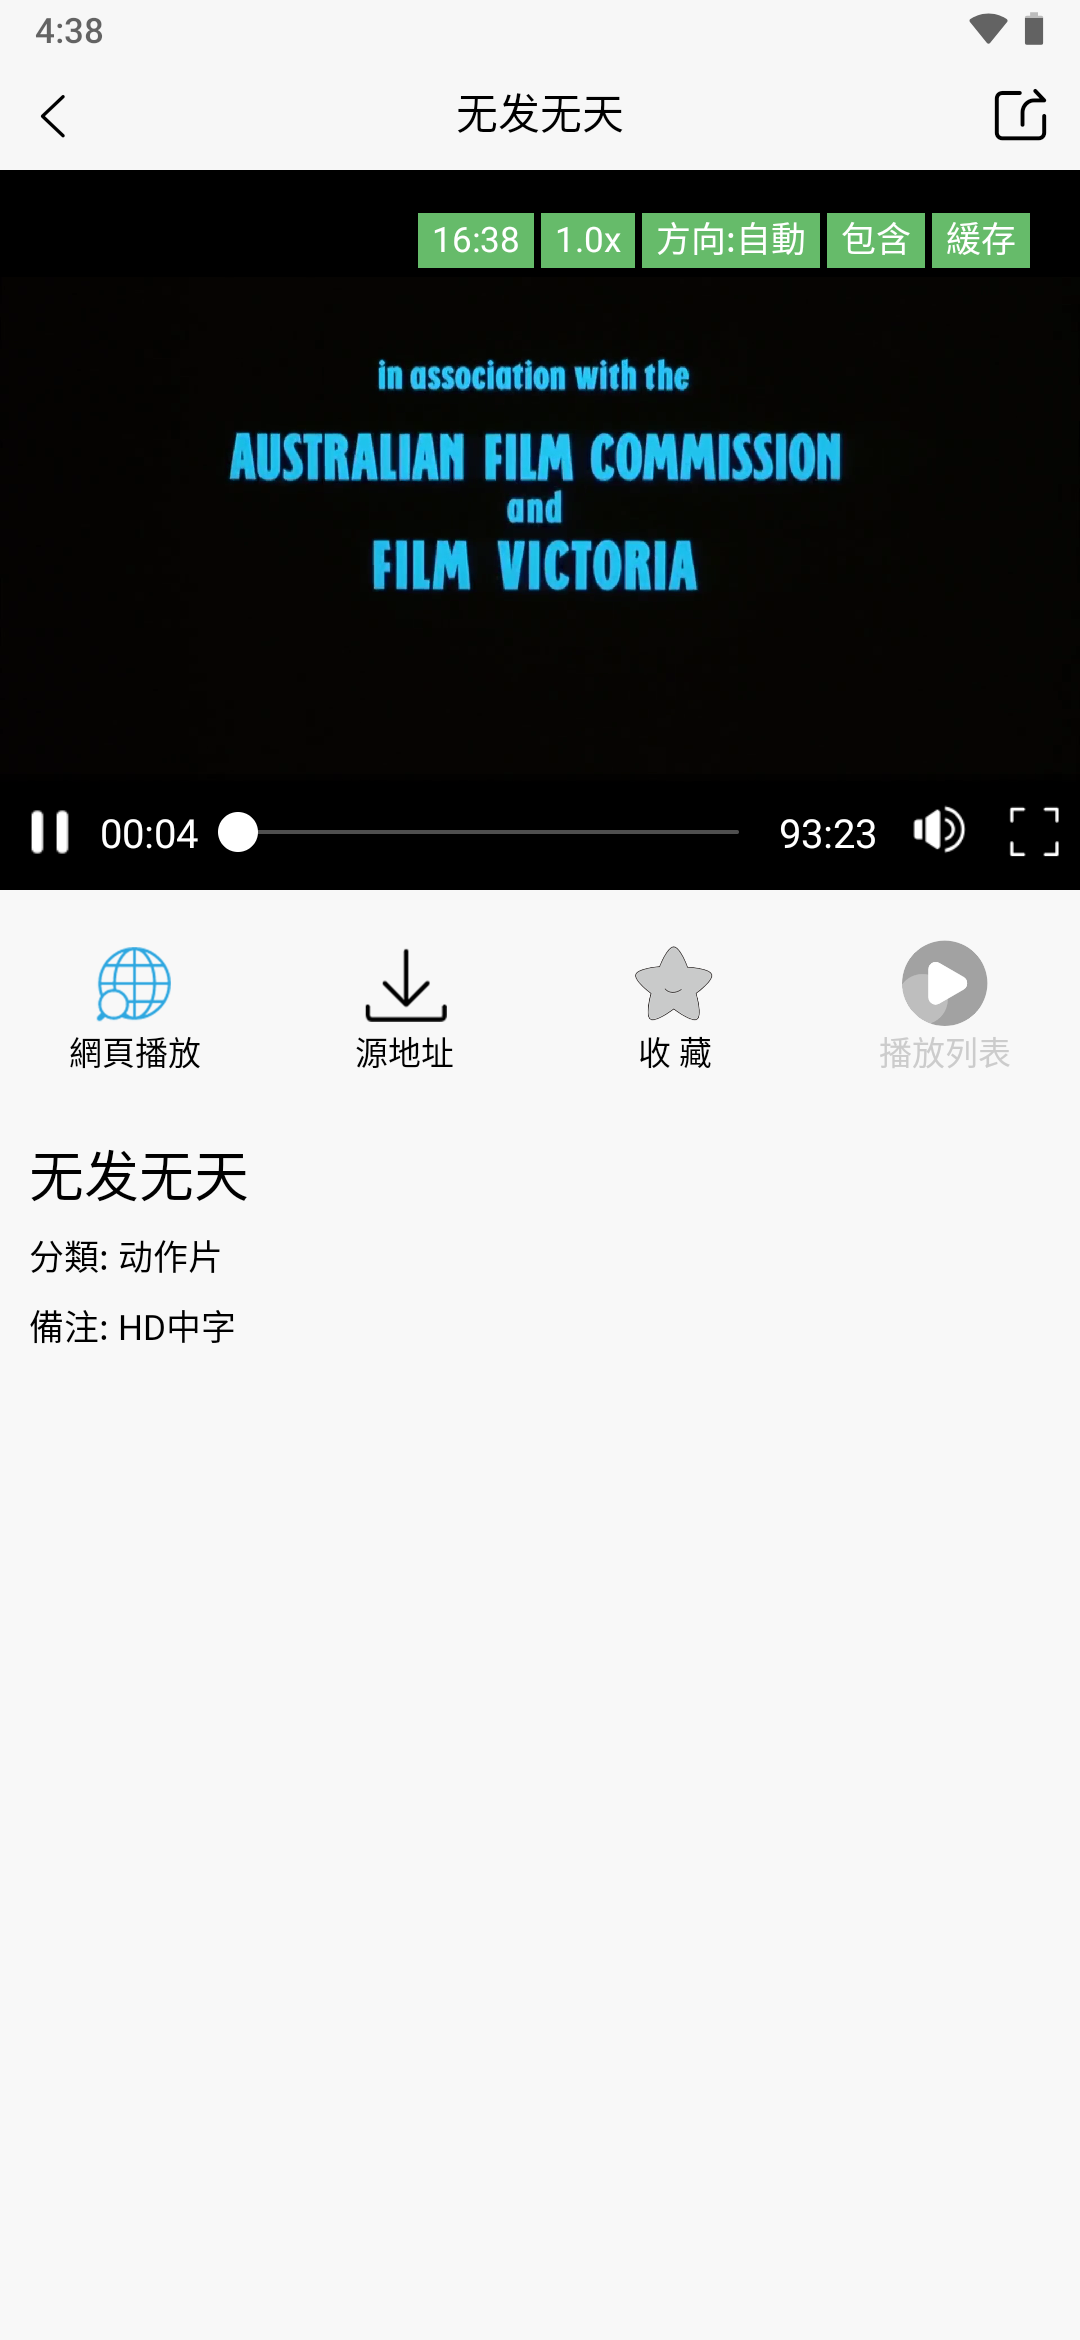 4:38
无发无天
16:38 1.0x 方向:自動 包含 緩存
in association with the
AUSTRALIAN FILM COMMISSION
and
FILM VICTORIA
00:04 93:23
網頁播放 源地址 收 藏 播放列表
无发无天
分類: 动作片
備注: HD中字